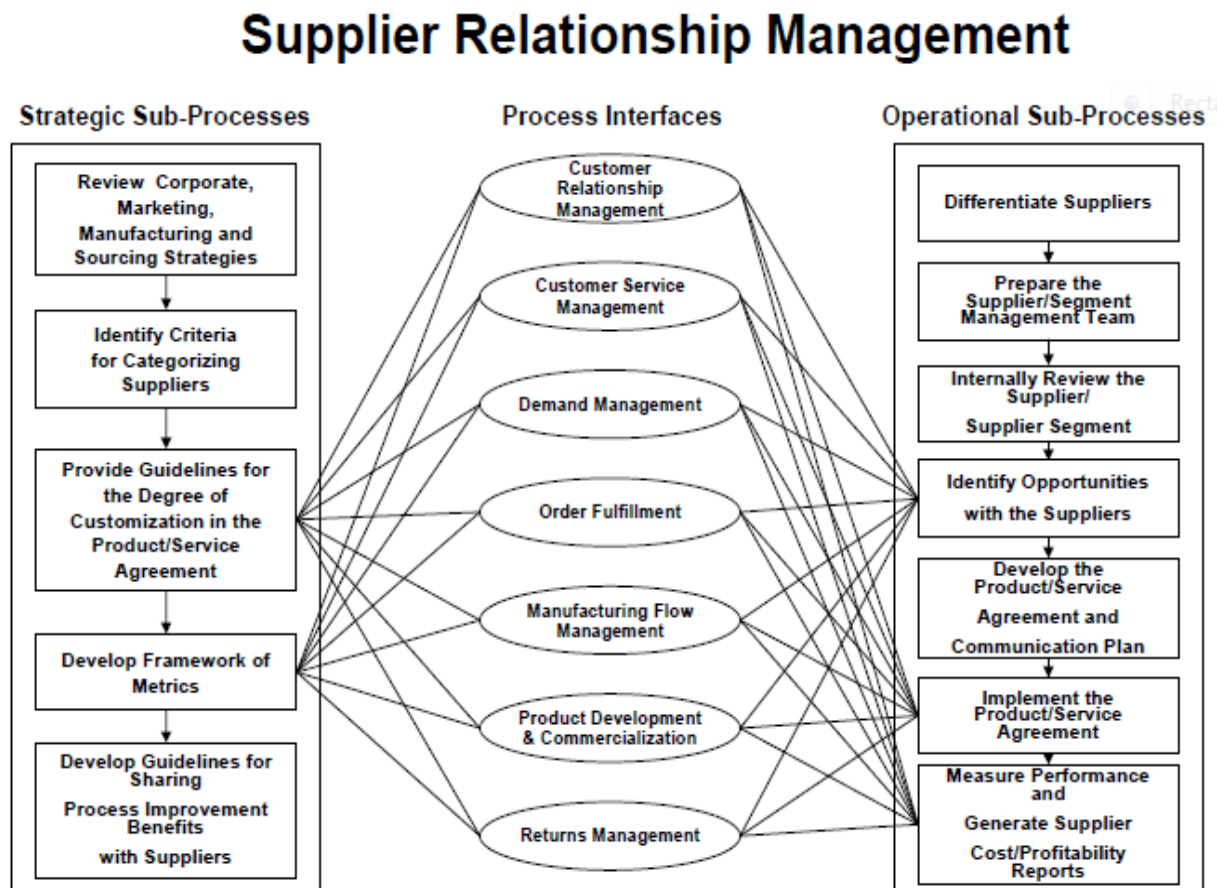 Supplier Relationship Management
Strategic Sub-Processes
Review Corporate,
Marketing,
Manufacturing and
Sourcing Strategies
Identify Criteria
for Categorizing
Suppliers
Provide Guidelines for
the Degree of
Customization in the
Product/Service
Agreement
Develop Framework of
Metrics
Develop Guidelines for
Sharing
Process Improvement
Benefits
with Suppliers
Process Interfaces
Customer
Relationship
Management
Customer Service
Management
Demand Management
Order Fulfillment
Manufacturing Flow
Management
Product Development
& Commercialization
Returns Management
Operational Sub-Processes
Differentiate Suppliers
Prepare the
Supplier/Segment
Management Team
Internally Review the
Supplier/
Supplier Segment
Identify Opportunities
with the Suppliers
Develop the
Product/Service
Agreement and
Communication Plan
Implement the
Product/Service
Agreement
Measure Performance
and
Generate Supplier
Cost/Profitability
Reports